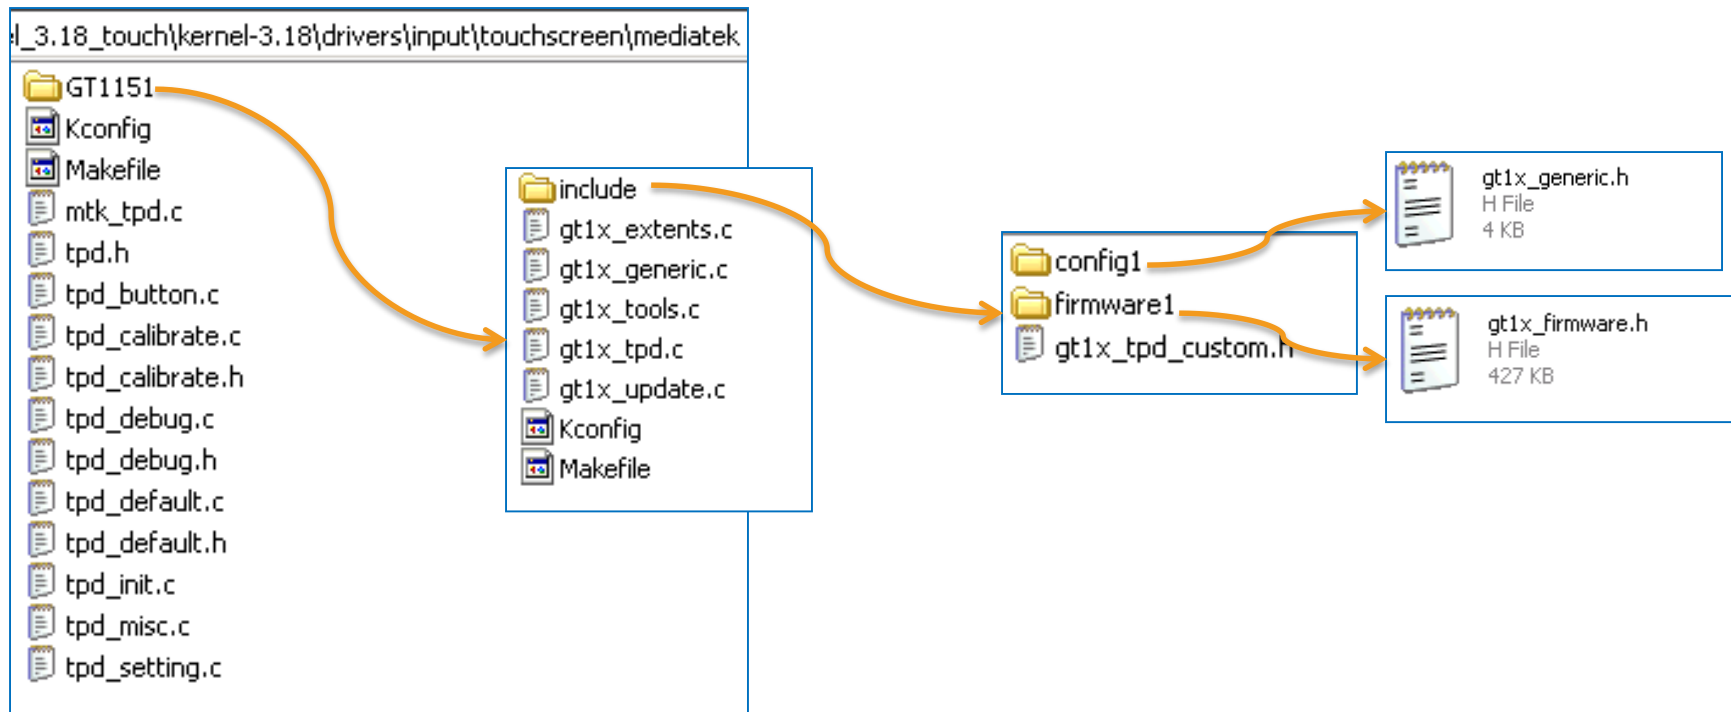 l_3.18_touch\kernel-3.18\drivers\input\touchscreen\mediatek
GT1151
Kconfig
Makefile
mtk_tpd.c
tpd.h
tpd_button.c
tpd_calibrate.c
tpd_calibrate.h
tpd_debug.c
tpd_debug.h
tpd_default.c
tpd_default.h
tpd_init.c
tpd_misc.c
tpd_setting.c
include
gt1x_extents.c
gt1x_generic.c
gt1x_tools.c
gt1x_tpd.c
gt1x_update.c
Kconfig
Makefile
config1
firmware1
gt1x_tpd_custom.h
gt1x_generic.h
H File
4 KB
gt1x_firmware.h
H File
427 KB